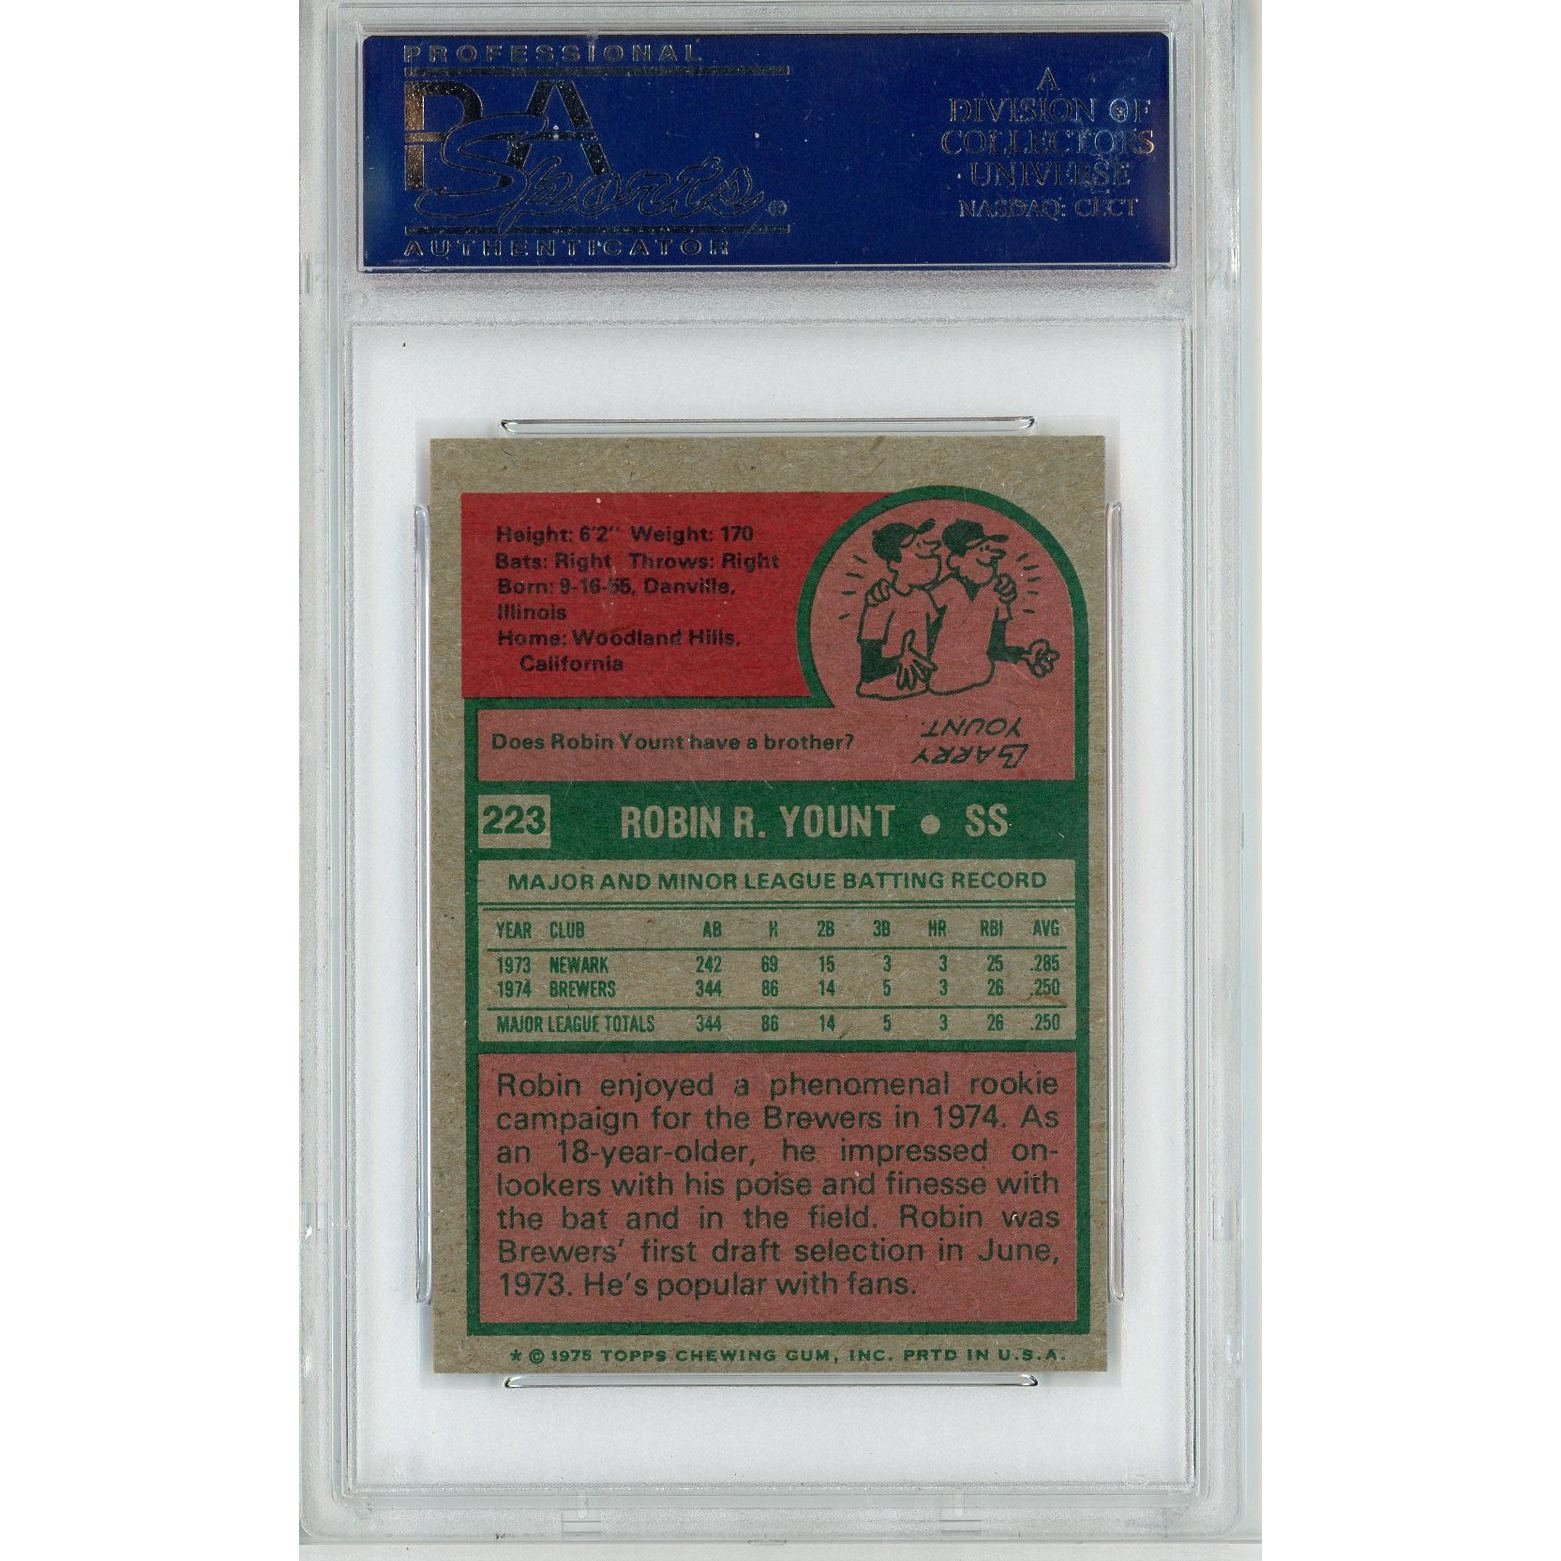 PROFESSIONAL
PSA
Sports®
AUTHENTICATOR
A
DIVISION OF
COLLECTORS
UNIVERSE
NASDAQ: CLCT
Height: 6'2" Weight: 170
Bats: Right Throws: Right
Born: 9-16-55, Danville,
Illinois
Home: Woodland Hills,
California
Does Robin Yount have a brother?
LARRY
YOUNT.
223 ROBIN R. YOUNT • SS
MAJOR AND MINOR LEAGUE BATTING RECORD
YEAR CLUB AB H 2B 3B HR RBI AVG
1973 NEWARK 242 69 15 3 3 25 .285
1974 BREWERS 344 86 14 5 3 26 .250
MAJOR LEAGUE TOTALS 344 86 14 5 3 26 .250
Robin enjoyed a phenomenal rookie
campaign for the Brewers in 1974. As
an 18-year-older, he impressed on-
lookers with his poise and finesse with
the bat and in the field. Robin was
Brewers' first draft selection in June,
1973. He's popular with fans.
* © 1975 TOPPS CHEWING GUM, INC. PRTD IN U.S.A.